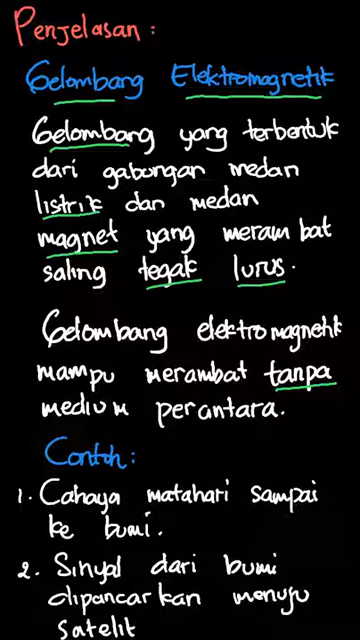 Penjelasan :
Gelombang Elektromagnetik
Gelombang yang terbentuk
dari gabungan medan
listrik dan medan
magnet yang merambat
saling tegak lurus.
Gelombang elektromagnetik
mampu merambat tanpa
medium perantara.
Contoh:
1. Cahaya matahari sampai
ke bumi.
2. Sinyal dari bumi
dipancarkan menuju
satelit